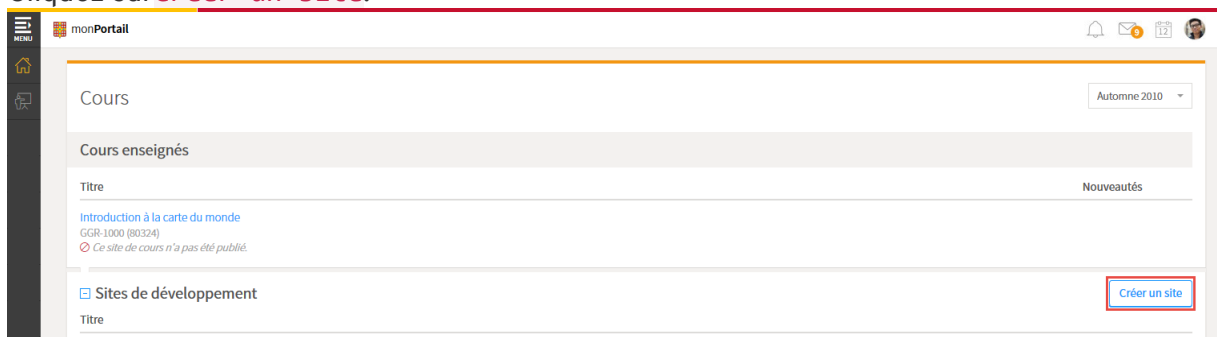 Cliquez sur Créer un site.
MENU
monPortail
9
12
Cours
Automne 2010
Cours enseignés
Titre
Nouveautés
Introduction à la carte du monde
GGR-1000 (80324)
Ce site de cours n'a pas été publié.
Sites de développement
Créer un site
Titre